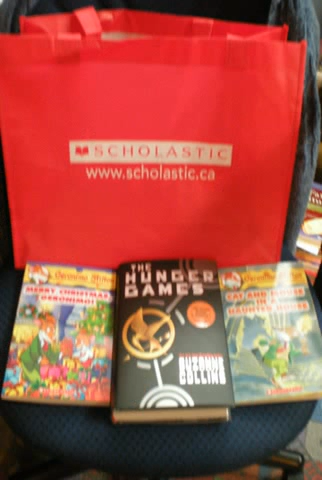 SCHOLASTIC
www.scholastic.ca
Geronimo Stilton
MERRY CHRISTMAS,
GERONIMO!
THE
HUNGER
GAMES
SUZANNE
COLLINS
Geronimo Stilton
CAT AND MOUSE
IN A
HAUNTED HOUSE